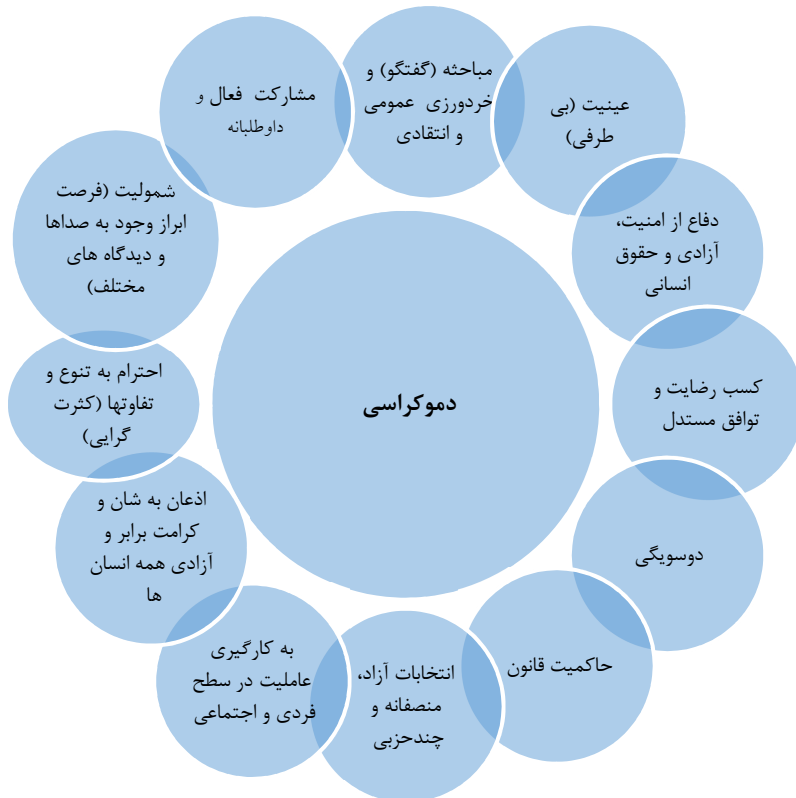 مباحثه (گفتگو) و
خردورزی عمومی
و انتقادی
عینیت (بی
طرفی)
دفاع از امنیت،
آزادی و حقوق
انسانی
کسب رضایت و
توافق مستدل
دوسویگی
حاکمیت قانون
انتخابات آزاد،
منصفانه و
چندحزبی
به کارگیری
عاملیت در سطح
فردی و اجتماعی
اذعان به شان و
کرامت برابر و
آزادی همه انسان
ها
احترام به تنوع و
تفاوتها (کثرت
گرایی)
شمولیت (فرصت
ابراز وجود به صداها
و دیدگاه های
مختلف)
مشارکت فعال و
داوطلبانه
دموکراسی